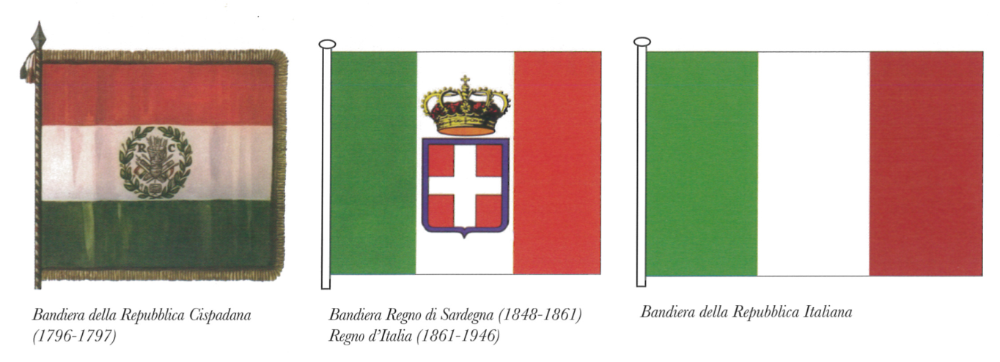 R C
Bandiera della Repubblica Cispadana
(1796-1797)
Bandiera Regno di Sardegna (1848-1861)
Regno d'Italia (1861-1946)
Bandiera della Repubblica Italiana